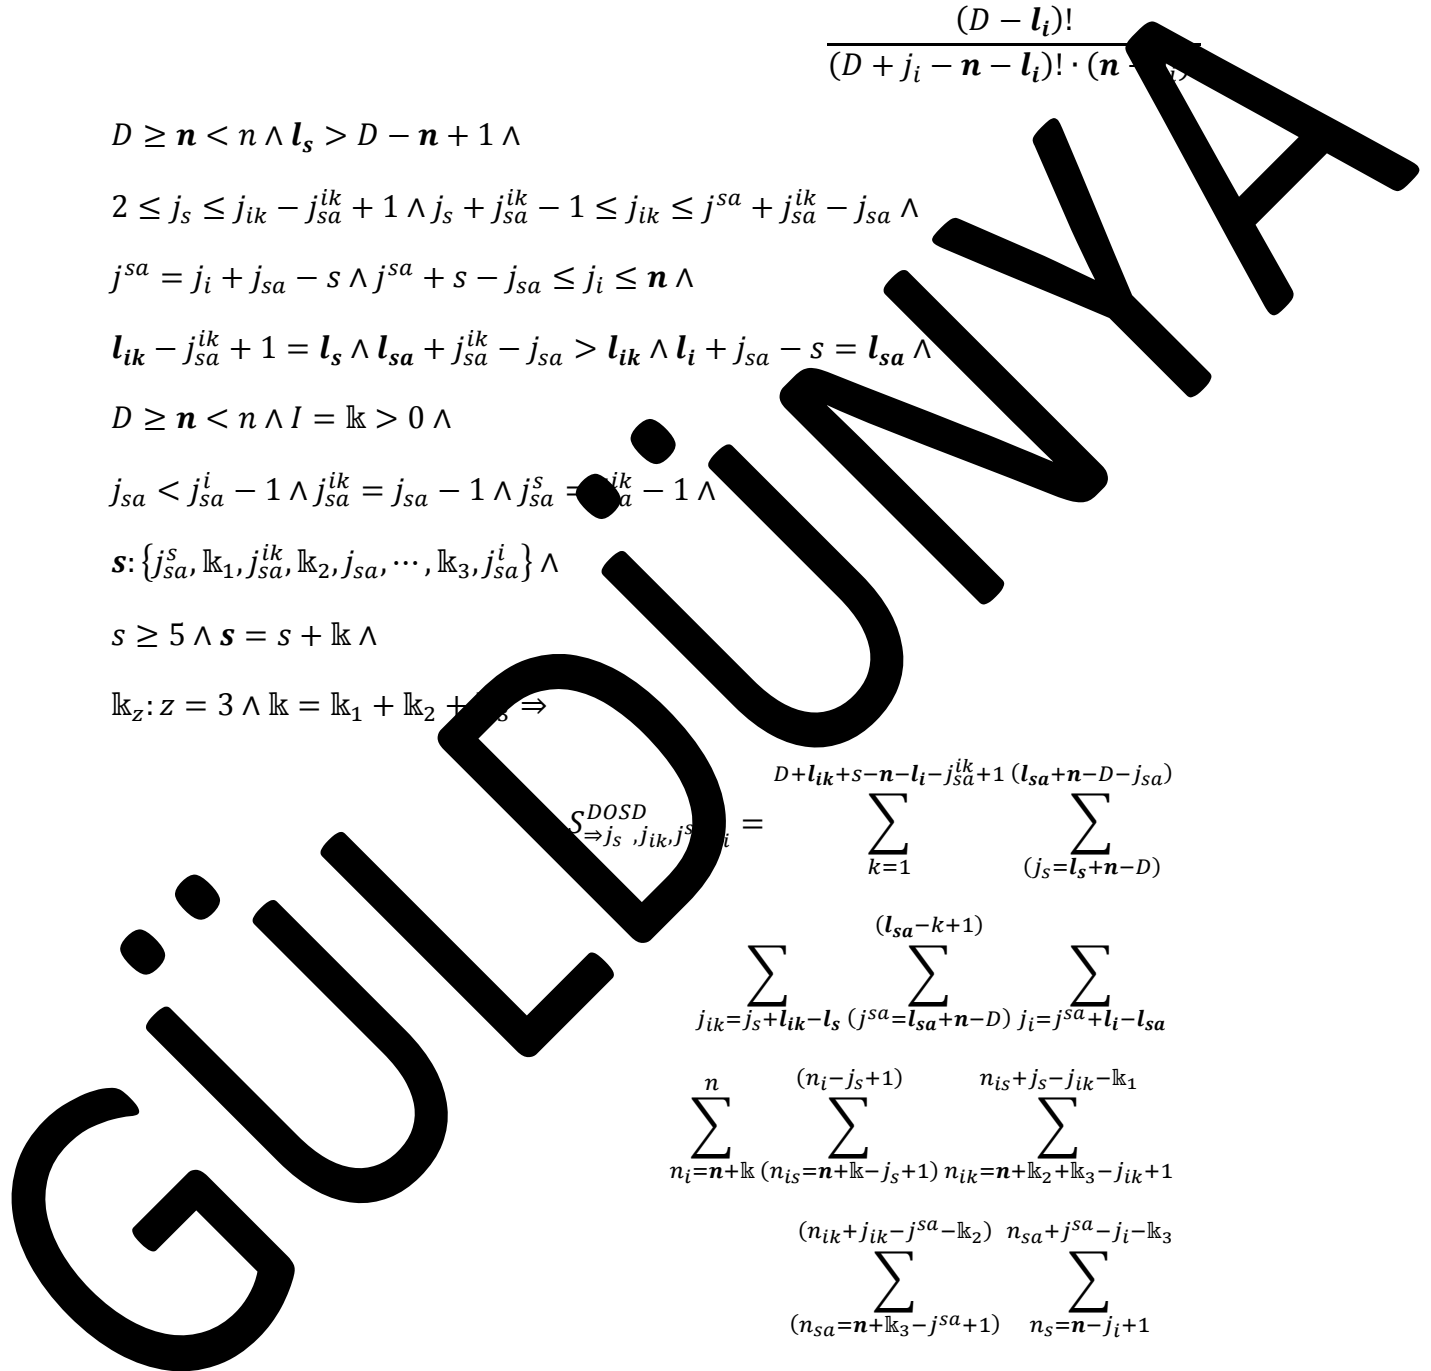 (D − l_i)!
(D + j_i − n − l_i)! · (n
D ≥ n < n ∧ l_s > D − n + 1 ∧
2 ≤ j_s ≤ j_ik − j_sa^ik + 1 ∧ j_s + j_sa^ik − 1 ≤ j_ik ≤ j^sa + j_sa^ik − j_sa ∧
j^sa = j_i + j_sa − s ∧ j^sa + s − j_sa ≤ j_i ≤ n ∧
l_ik − j_sa^ik + 1 = l_s ∧ l_sa + j_sa^ik − j_sa > l_ik ∧ l_i + j_sa − s = l_sa ∧
D ≥ n < n ∧ I = 𝕜 > 0 ∧
j_sa < j_sa^i − 1 ∧ j_sa^ik = j_sa − 1 ∧ j_sa^s = − 1 ∧
s: {j_sa^s, 𝕜_1, j_sa^ik, 𝕜_2, j_sa, ⋯, 𝕜_3, j_sa^i} ∧
s ≥ 5 ∧ s = s + 𝕜 ∧
𝕜_z: z = 3 ∧ 𝕜 = 𝕜_1 + 𝕜_2 + ⇒
D+l_ik+s−n−l_i−j_sa^ik+1 (l_sa+n−D−j_sa)
S^DOSD_⇒j_s ,j_ik, = ∑ ∑
k=1 (j_s=l_s+n−D)
(l_sa−k+1)
∑ ∑ ∑
j_ik=j_s+l_ik−l_s (j^sa=l_sa+n−D) j_i=j^sa+l_i−l_sa
n (n_i−j_s+1) n_is+j_s−j_ik−𝕜_1
∑ ∑ ∑
n_i=n+𝕜 (n_is=n+𝕜−j_s+1) n_ik=n+𝕜_2+𝕜_3−j_ik+1
(n_ik+j_ik−j^sa−𝕜_2) n_sa+j^sa−j_i−𝕜_3
∑ ∑
(n_sa=n+𝕜_3−j^sa+1) n_s=n−j_i+1
GÜLDÜNYA